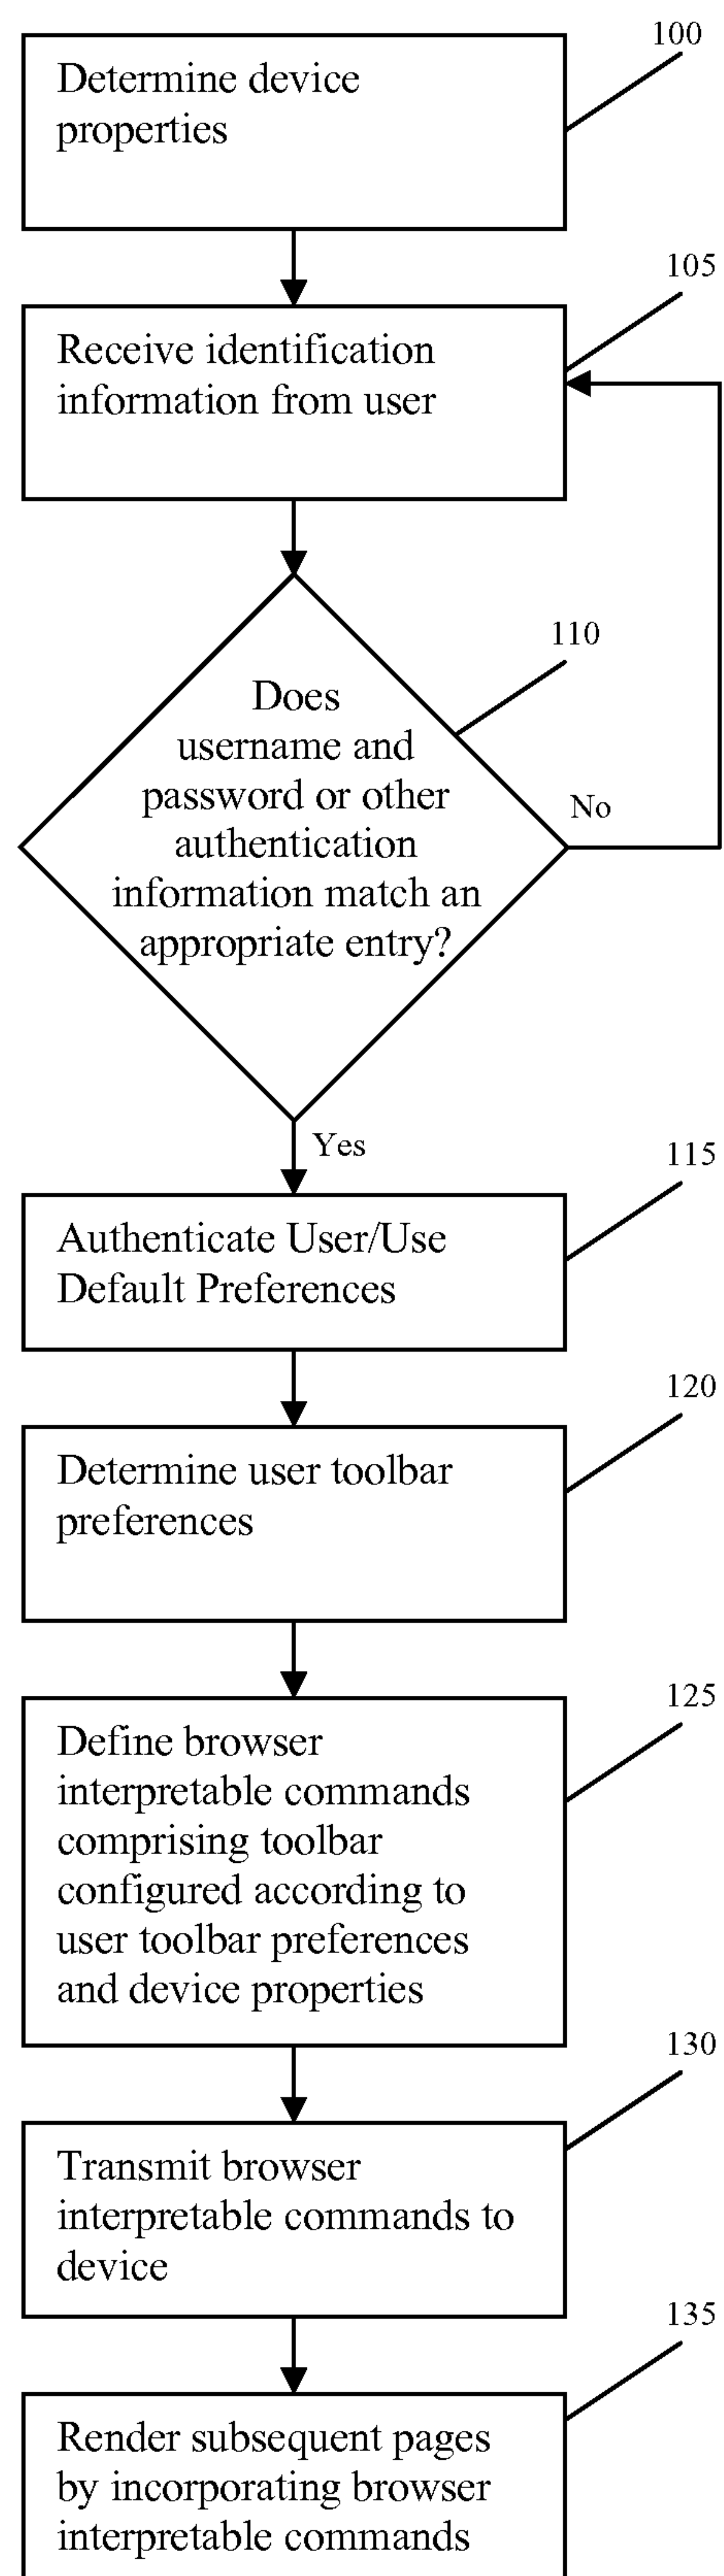 100
Determine device
properties
105
Receive identification
information from user
110
Does
username and
password or other
authentication
information match an
appropriate entry?
No
Yes
115
Authenticate User/Use
Default Preferences
120
Determine user toolbar
preferences
125
Define browser
interpretable commands
comprising toolbar
configured according to
user toolbar preferences
and device properties
130
Transmit browser
interpretable commands to
device
135
Render subsequent pages
by incorporating browser
interpretable commands